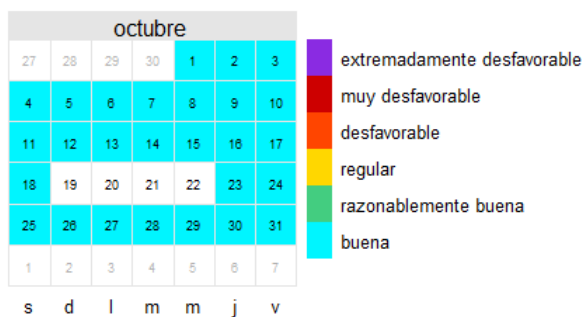 octubre
27 28 29 30 1 2 3
4 5 6 7 8 9 10
11 12 13 14 15 16 17
18 19 20 21 22 23 24
25 26 27 28 29 30 31
1 2 3 4 5 6 7
s d l m m j v
extremadamente desfavorable
muy desfavorable
desfavorable
regular
razonablemente buena
buena